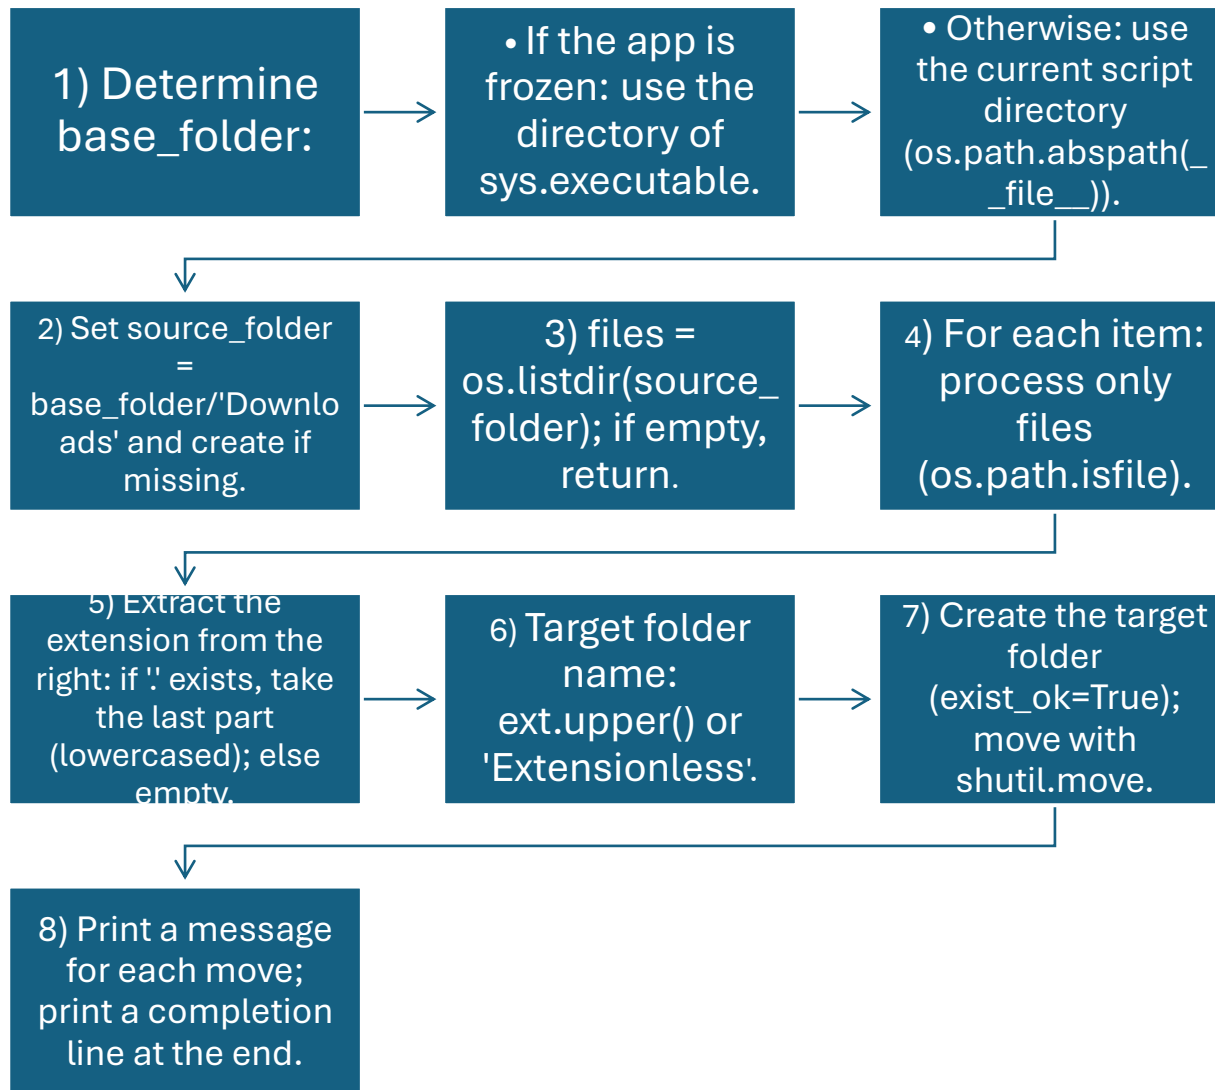 1) Determine
base_folder:
• If the app is
frozen: use the
directory of
sys.executable.
• Otherwise: use
the current script
directory
(os.path.abspath(_
_file__)).
2) Set source_folder
=
base_folder/'Downlo
ads' and create if
missing.
3) files =
os.listdir(source_
folder); if empty,
return.
4) For each item:
process only
files
(os.path.isfile).
5) Extract the
extension from the
right: if '.' exists, take
the last part
(lowercased); else
empty.
6) Target folder
name:
ext.upper() or
'Extensionless'.
7) Create the target
folder
(exist_ok=True);
move with
shutil.move.
8) Print a message
for each move;
print a completion
line at the end.